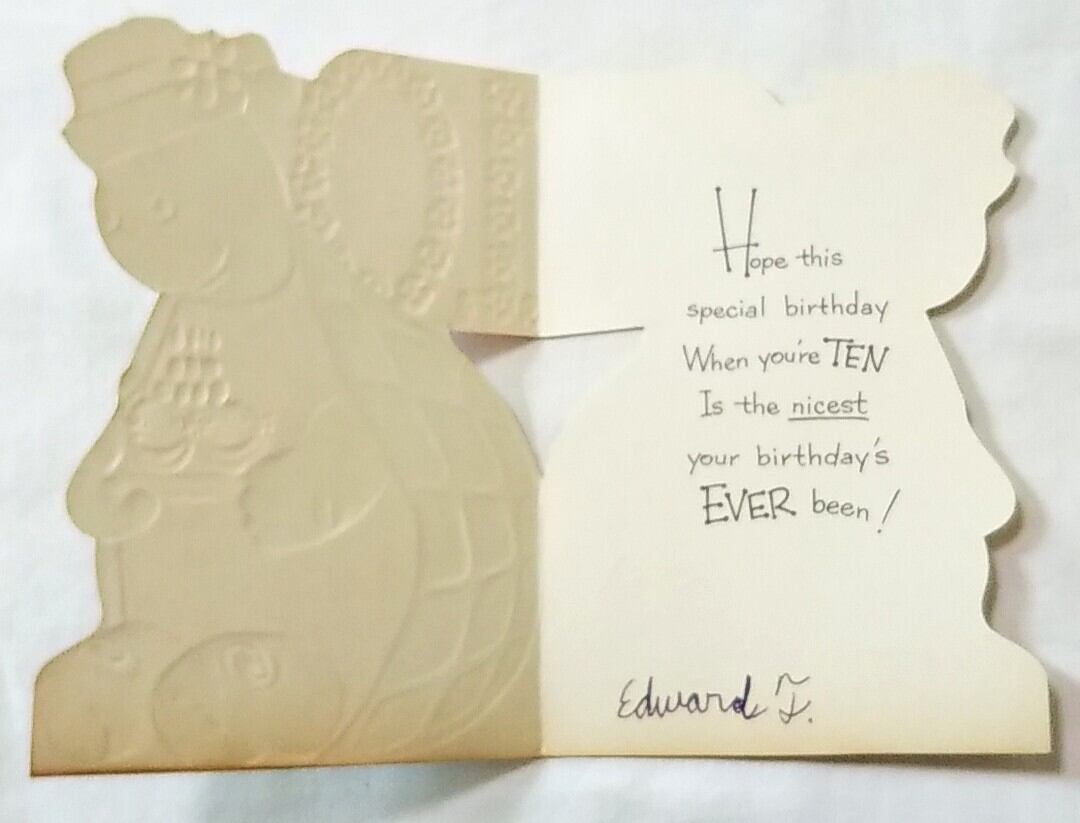 Hope this
special birthday
When you're TEN
Is the nicest
your birthday's
EVER been!
Edward F.